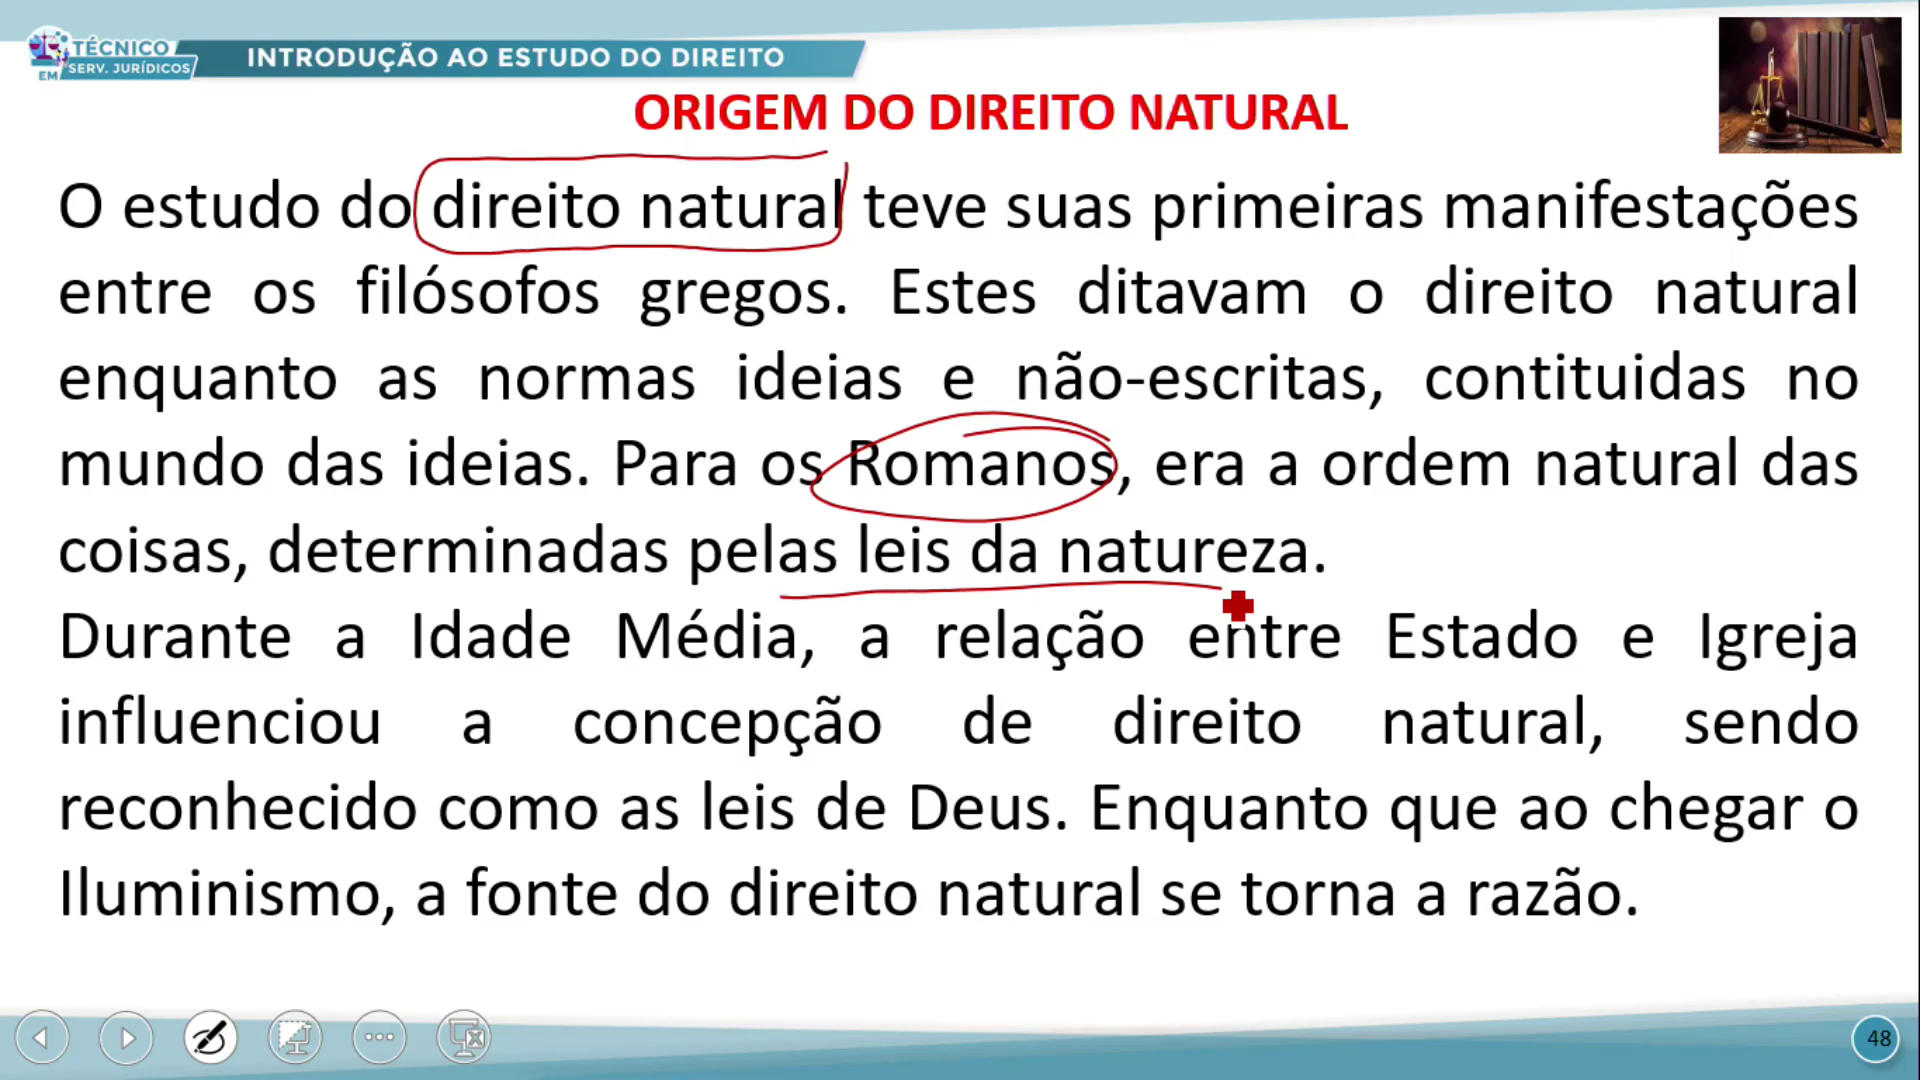 TÉCNICO
EM SERV. JURÍDICOS
INTRODUÇÃO AO ESTUDO DO DIREITO
ORIGEM DO DIREITO NATURAL
O estudo do direito natural teve suas primeiras manifestações
entre os filósofos gregos. Estes ditavam o direito natural
enquanto as normas ideias e não-escritas, contituidas no
mundo das ideias. Para os Romanos, era a ordem natural das
coisas, determinadas pelas leis da natureza.
Durante a Idade Média, a relação entre Estado e Igreja
influenciou a concepção de direito natural, sendo
reconhecido como as leis de Deus. Enquanto que ao chegar o
Iluminismo, a fonte do direito natural se torna a razão.
48